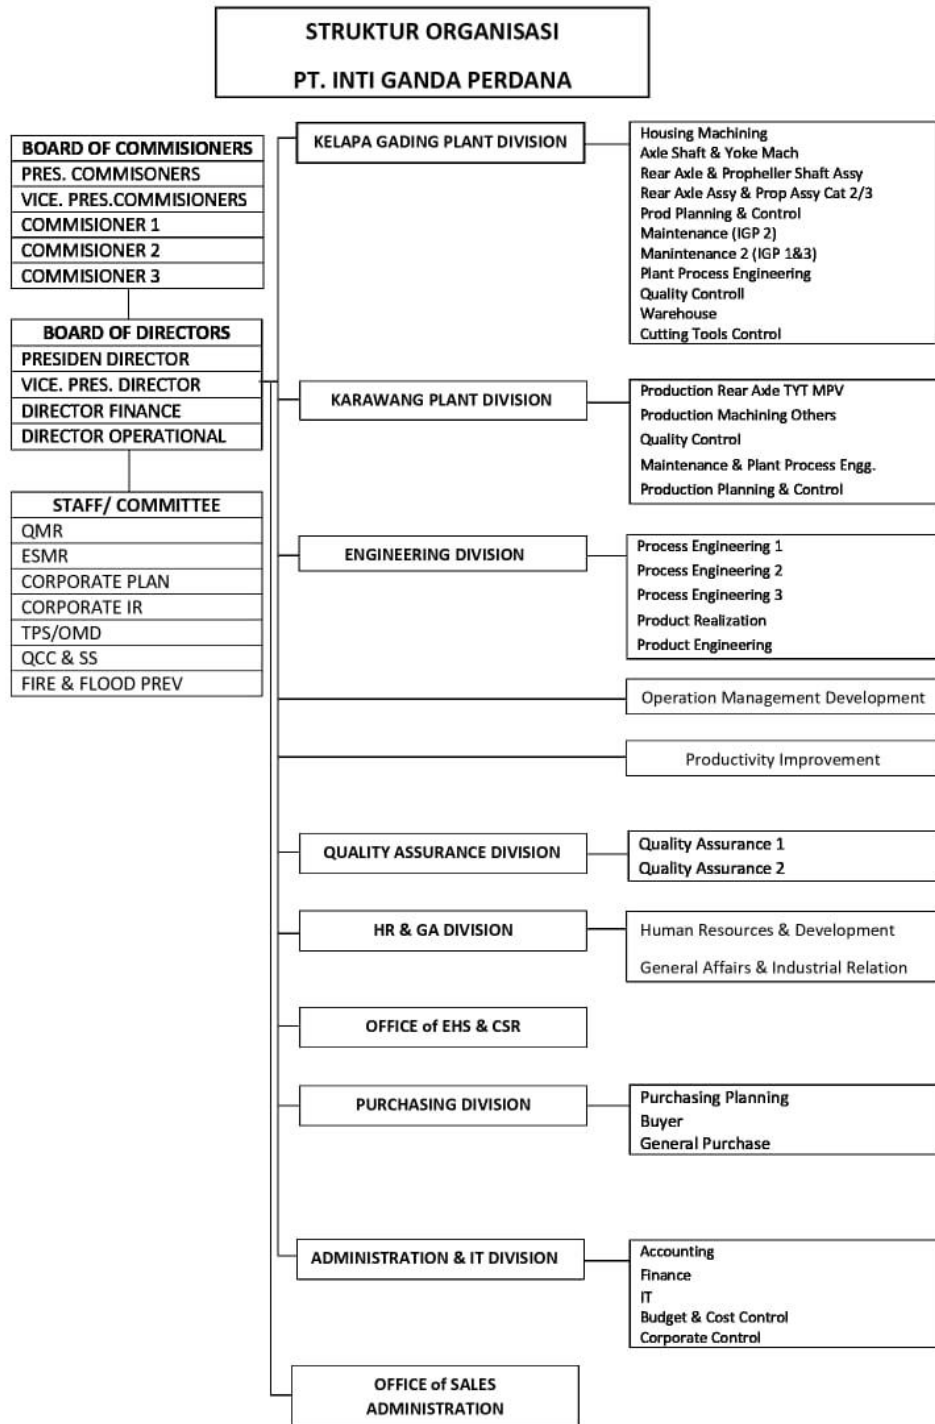 STRUKTUR ORGANISASI
PT. INTI GANDA PERDANA
BOARD OF COMMISIONERS
PRES. COMMISONERS
VICE. PRES.COMMISIONERS
COMMISIONER 1
COMMISIONER 2
COMMISIONER 3
BOARD OF DIRECTORS
PRESIDEN DIRECTOR
VICE. PRES. DIRECTOR
DIRECTOR FINANCE
DIRECTOR OPERATIONAL
STAFF/ COMMITTEE
QMR
ESMR
CORPORATE PLAN
CORPORATE IR
TPS/OMD
QCC & SS
FIRE & FLOOD PREV
KELAPA GADING PLANT DIVISION
Housing Machining
Axle Shaft & Yoke Mach
Rear Axle & Propheller Shaft Assy
Rear Axle Assy & Prop Assy Cat 2/3
Prod Planning & Control
Maintenance (IGP 2)
Manintenance 2 (IGP 1&3)
Plant Process Engineering
Quality Controll
Warehouse
Cutting Tools Control
KARAWANG PLANT DIVISION
Production Rear Axle TYT MPV
Production Machining Others
Quality Control
Maintenance & Plant Process Engg.
Production Planning & Control
ENGINEERING DIVISION
Process Engineering 1
Process Engineering 2
Process Engineering 3
Product Realization
Product Engineering
Operation Management Development
Productivity Improvement
QUALITY ASSURANCE DIVISION
Quality Assurance 1
Quality Assurance 2
HR & GA DIVISION
Human Resources & Development
General Affairs & Industrial Relation
OFFICE of EHS & CSR
PURCHASING DIVISION
Purchasing Planning
Buyer
General Purchase
ADMINISTRATION & IT DIVISION
Accounting
Finance
IT
Budget & Cost Control
Corporate Control
OFFICE of SALES
ADMINISTRATION